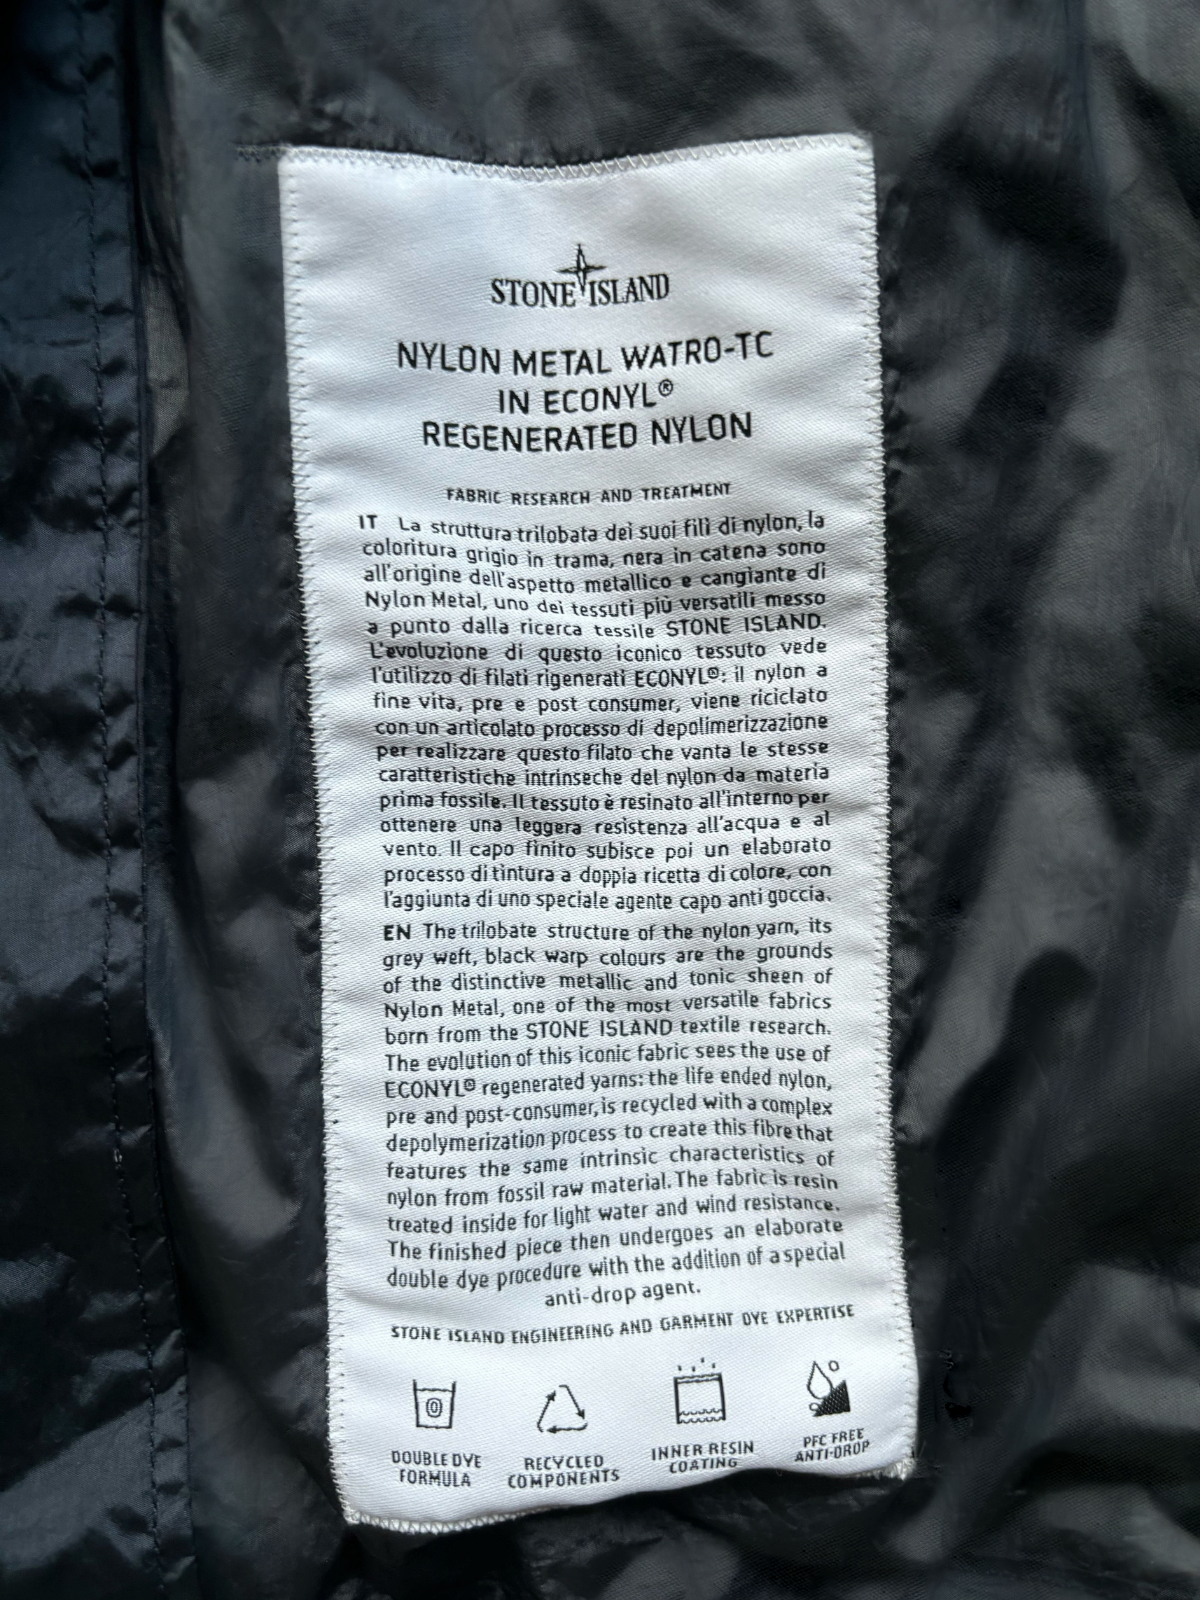 STONE ISLAND
NYLON METAL WATRO-TC
IN ECONYL®
REGENERATED NYLON
FABRIC RESEARCH AND TREATMENT
IT La struttura trilobata dei suoi fili di nylon, la
coloritura grigio in trama, nera in catena sono
all'origine dell'aspetto metallico e cangiante di
Nylon Metal, uno dei tessuti più versatili messo
a punto dalla ricerca tessile STONE ISLAND.
L'evoluzione di questo iconico tessuto vede
l'utilizzo di filati rigenerati ECONYL®: il nylon a
fine vita, pre e post consumer, viene riciclato
con un articolato processo di depolimerizzazione
per realizzare questo filato che vanta le stesse
caratteristiche intrinseche del nylon da materia
prima fossile. Il tessuto è resinato all'interno per
ottenere una leggera resistenza all'acqua e al
vento. Il capo finito subisce poi un elaborato
processo di tintura a doppia ricetta di colore, con
l'aggiunta di uno speciale agente capo anti goccia.
EN The trilobate structure of the nylon yarn, its
grey weft, black warp colours are the grounds
of the distinctive metallic and tonic sheen of
Nylon Metal, one of the most versatile fabrics
born from the STONE ISLAND textile research.
The evolution of this iconic fabric sees the use of
ECONYL® regenerated yarns: the life ended nylon,
pre and post-consumer, is recycled with a complex
depolymerization process to create this fibre that
features the same intrinsic characteristics of
nylon from fossil raw material. The fabric is resin
treated inside for light water and wind resistance.
The finished piece then undergoes an elaborate
double dye procedure with the addition of a special
anti-drop agent.
STONE ISLAND ENGINEERING AND GARMENT DYE EXPERTISE
DOUBLE DYE
FORMULA
RECYCLED
COMPONENTS
INNER RESIN
COATING
PFC FREE
ANTI-DROP